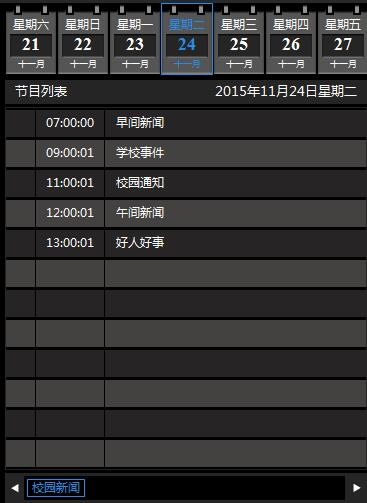 星期六 星期日 星期一 星期二 星期三 星期四 星期五
21 22 23 24 25 26 27
十一月 十一月 十一月 十一月 十一月 十一月 十一月
节目列表 2015年11月24日星期二
07:00:00 早间新闻
09:00:01 学校事件
11:00:01 校园通知
12:00:01 午间新闻
13:00:01 好人好事
校园新闻